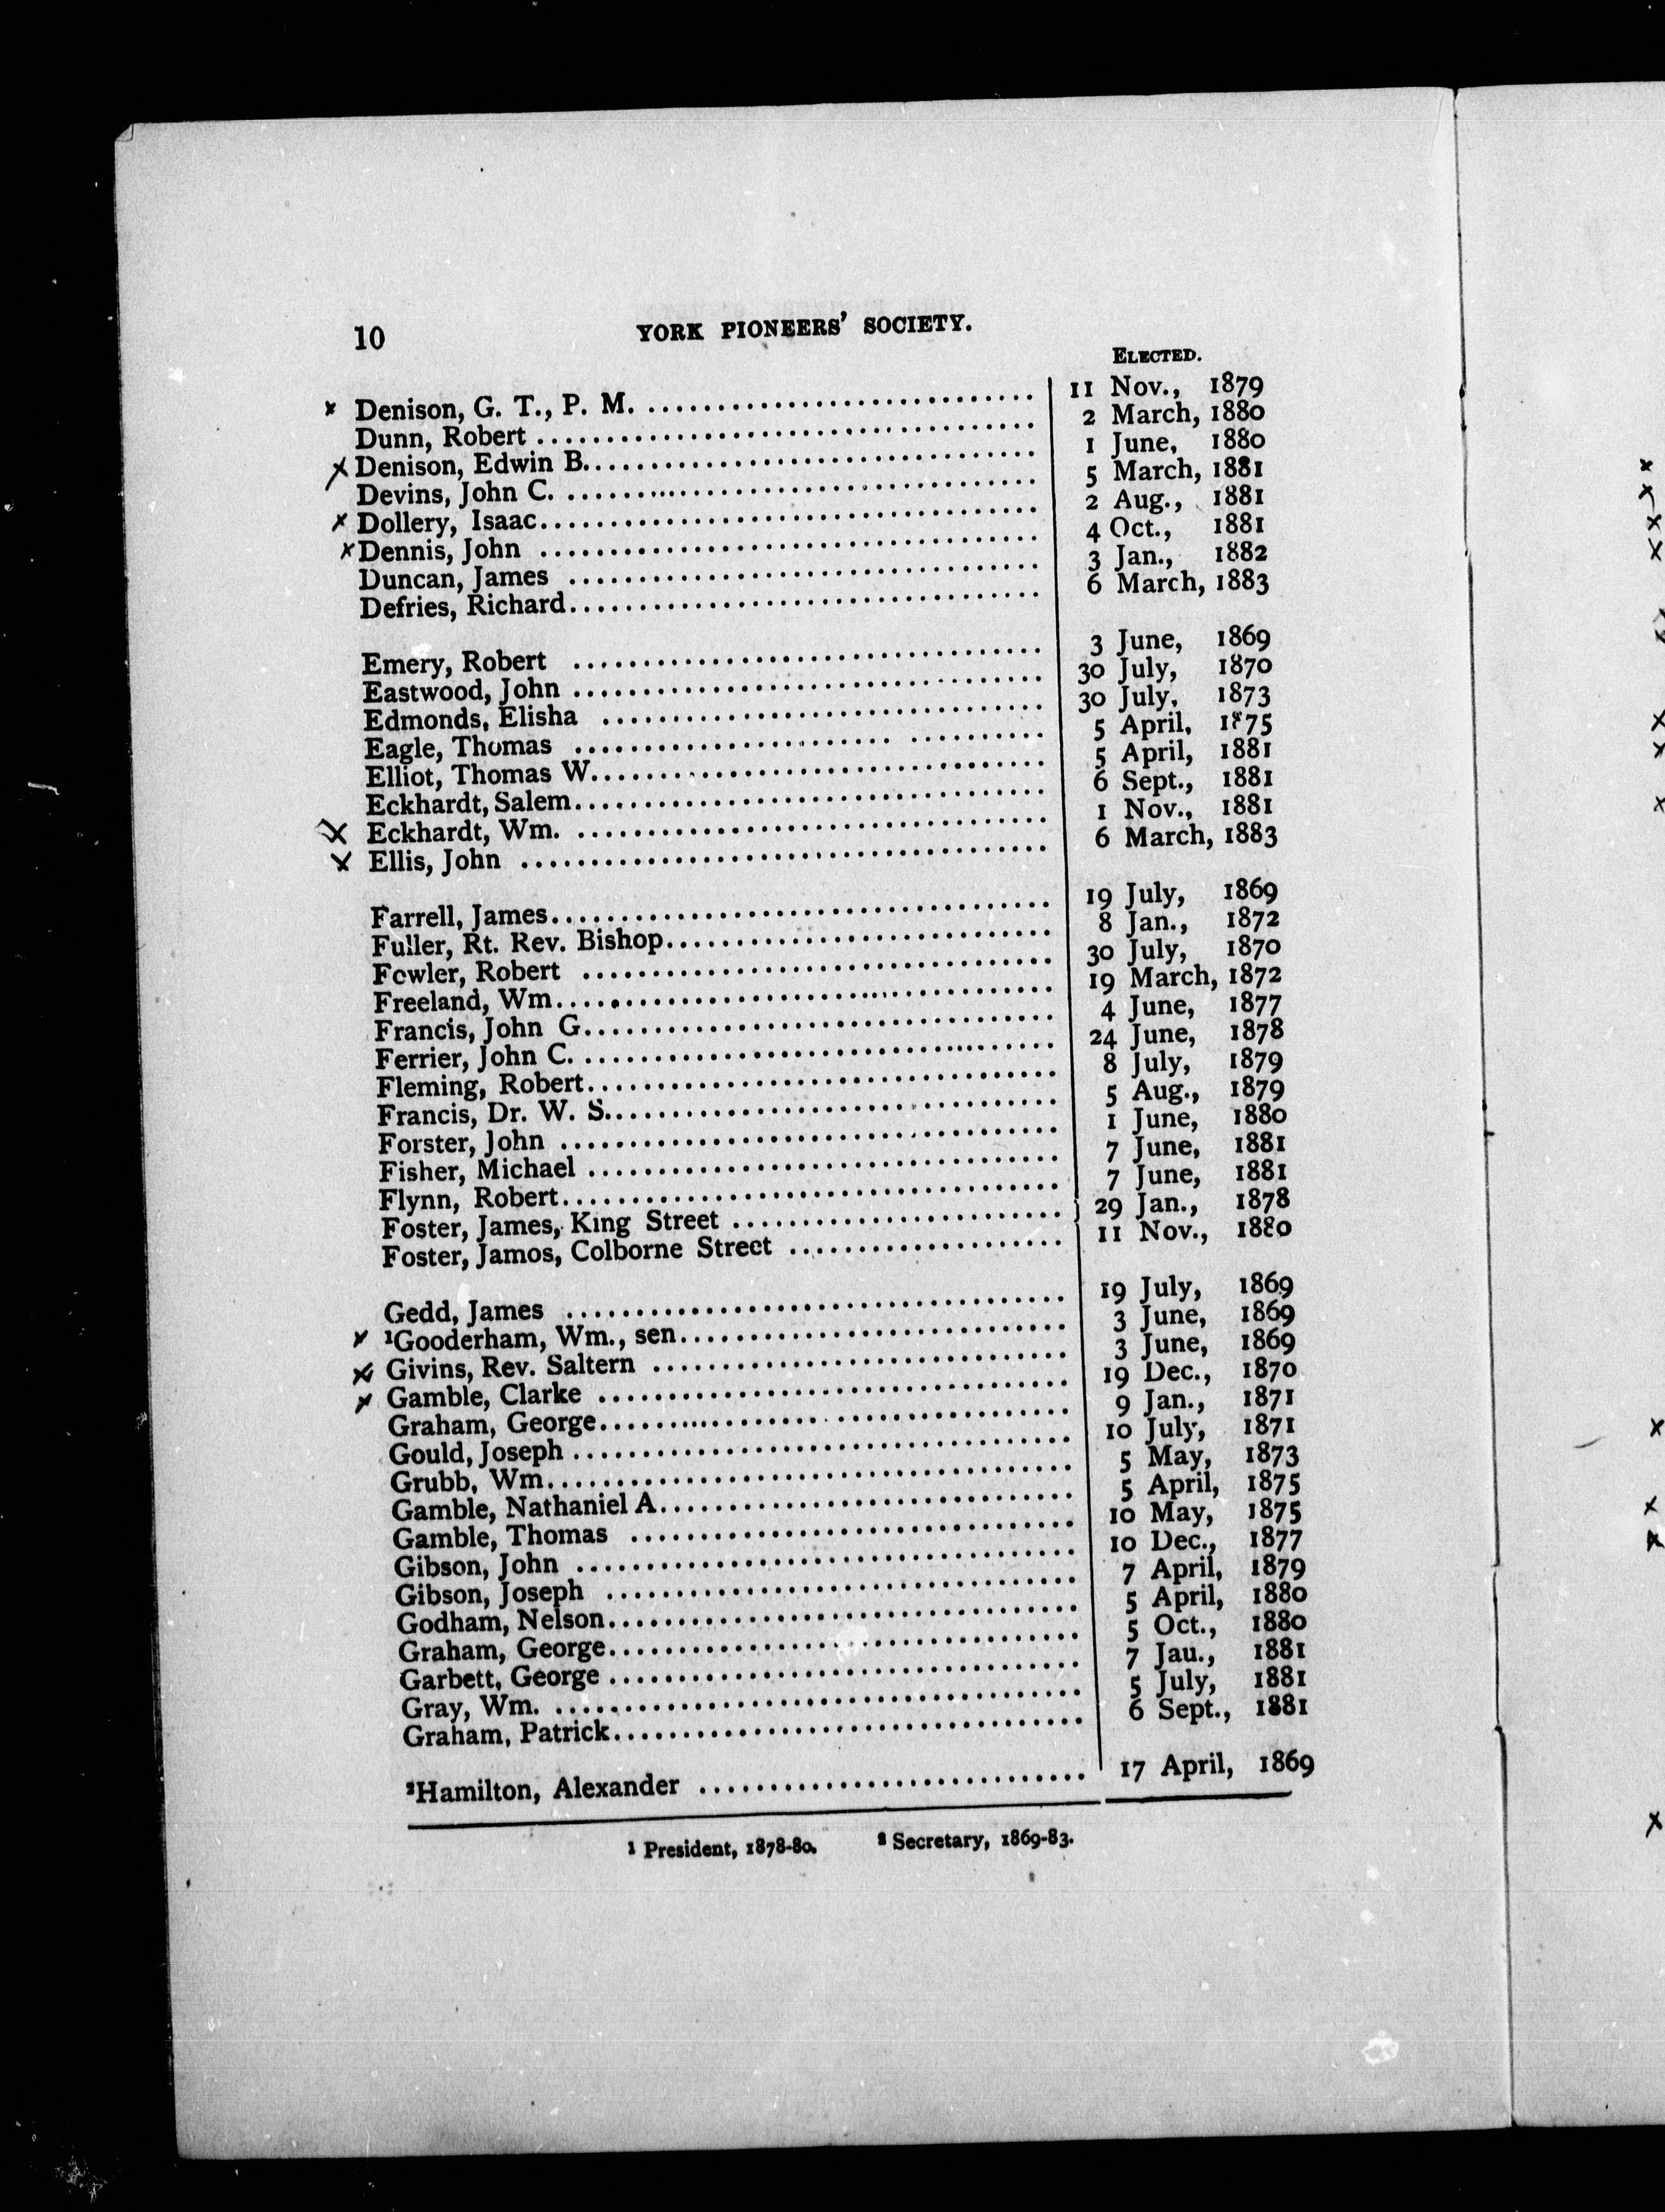 10 YORK PIONEERS' SOCIETY.
ELECTED.
x Denison, G. T., P. M. .......... 11 Nov., 1879
Dunn, Robert .......... 2 March, 1880
x Denison, Edwin B. .......... 1 June, 1880
Devins, John C. .......... 5 March, 1881
x Dollery, Isaac .......... 2 Aug., 1881
x Dennis, John .......... 4 Oct., 1881
Duncan, James .......... 3 Jan., 1882
Defries, Richard .......... 6 March, 1883
Emery, Robert .......... 3 June, 1869
Eastwood, John .......... 30 July, 1870
Edmonds, Elisha .......... 30 July, 1873
Eagle, Thomas .......... 5 April, 1875
Elliot, Thomas W. .......... 5 April, 1881
Eckhardt, Salem .......... 6 Sept., 1881
x Eckhardt, Wm. .......... 1 Nov., 1881
x Ellis, John .......... 6 March, 1883
Farrell, James .......... 19 July, 1869
Fuller, Rt. Rev. Bishop .......... 8 Jan., 1872
Fowler, Robert .......... 30 July, 1870
Freeland, Wm. .......... 19 March, 1872
Francis, John G. .......... 4 June, 1877
Ferrier, John C. .......... 24 June, 1878
Fleming, Robert .......... 8 July, 1879
Francis, Dr. W. S. .......... 5 Aug., 1879
Forster, John .......... 1 June, 1880
Fisher, Michael .......... 7 June, 1881
Flynn, Robert .......... 7 June, 1881
Foster, James, King Street .......... 29 Jan., 1878
Foster, Jamos, Colborne Street .......... 11 Nov., 1880
Gedd, James .......... 19 July, 1869
x ¹Gooderham, Wm., sen. .......... 3 June, 1869
x Givins, Rev. Saltern .......... 3 June, 1869
x Gamble, Clarke .......... 19 Dec., 1870
Graham, George .......... 9 Jan., 1871
Gould, Joseph .......... 10 July, 1871
Grubb, Wm. .......... 5 May, 1873
Gamble, Nathaniel A. .......... 5 April, 1875
Gamble, Thomas .......... 10 May, 1875
Gibson, John .......... 10 Dec., 1877
Gibson, Joseph .......... 7 April, 1879
Godham, Nelson .......... 5 April, 1880
Graham, George .......... 5 Oct., 1880
Garbett, George .......... 7 Jau., 1881
Gray, Wm. .......... 5 July, 1881
Graham, Patrick .......... 6 Sept., 1881
²Hamilton, Alexander .......... 17 April, 1869
¹ President, 1878-80. ² Secretary, 1869-83.